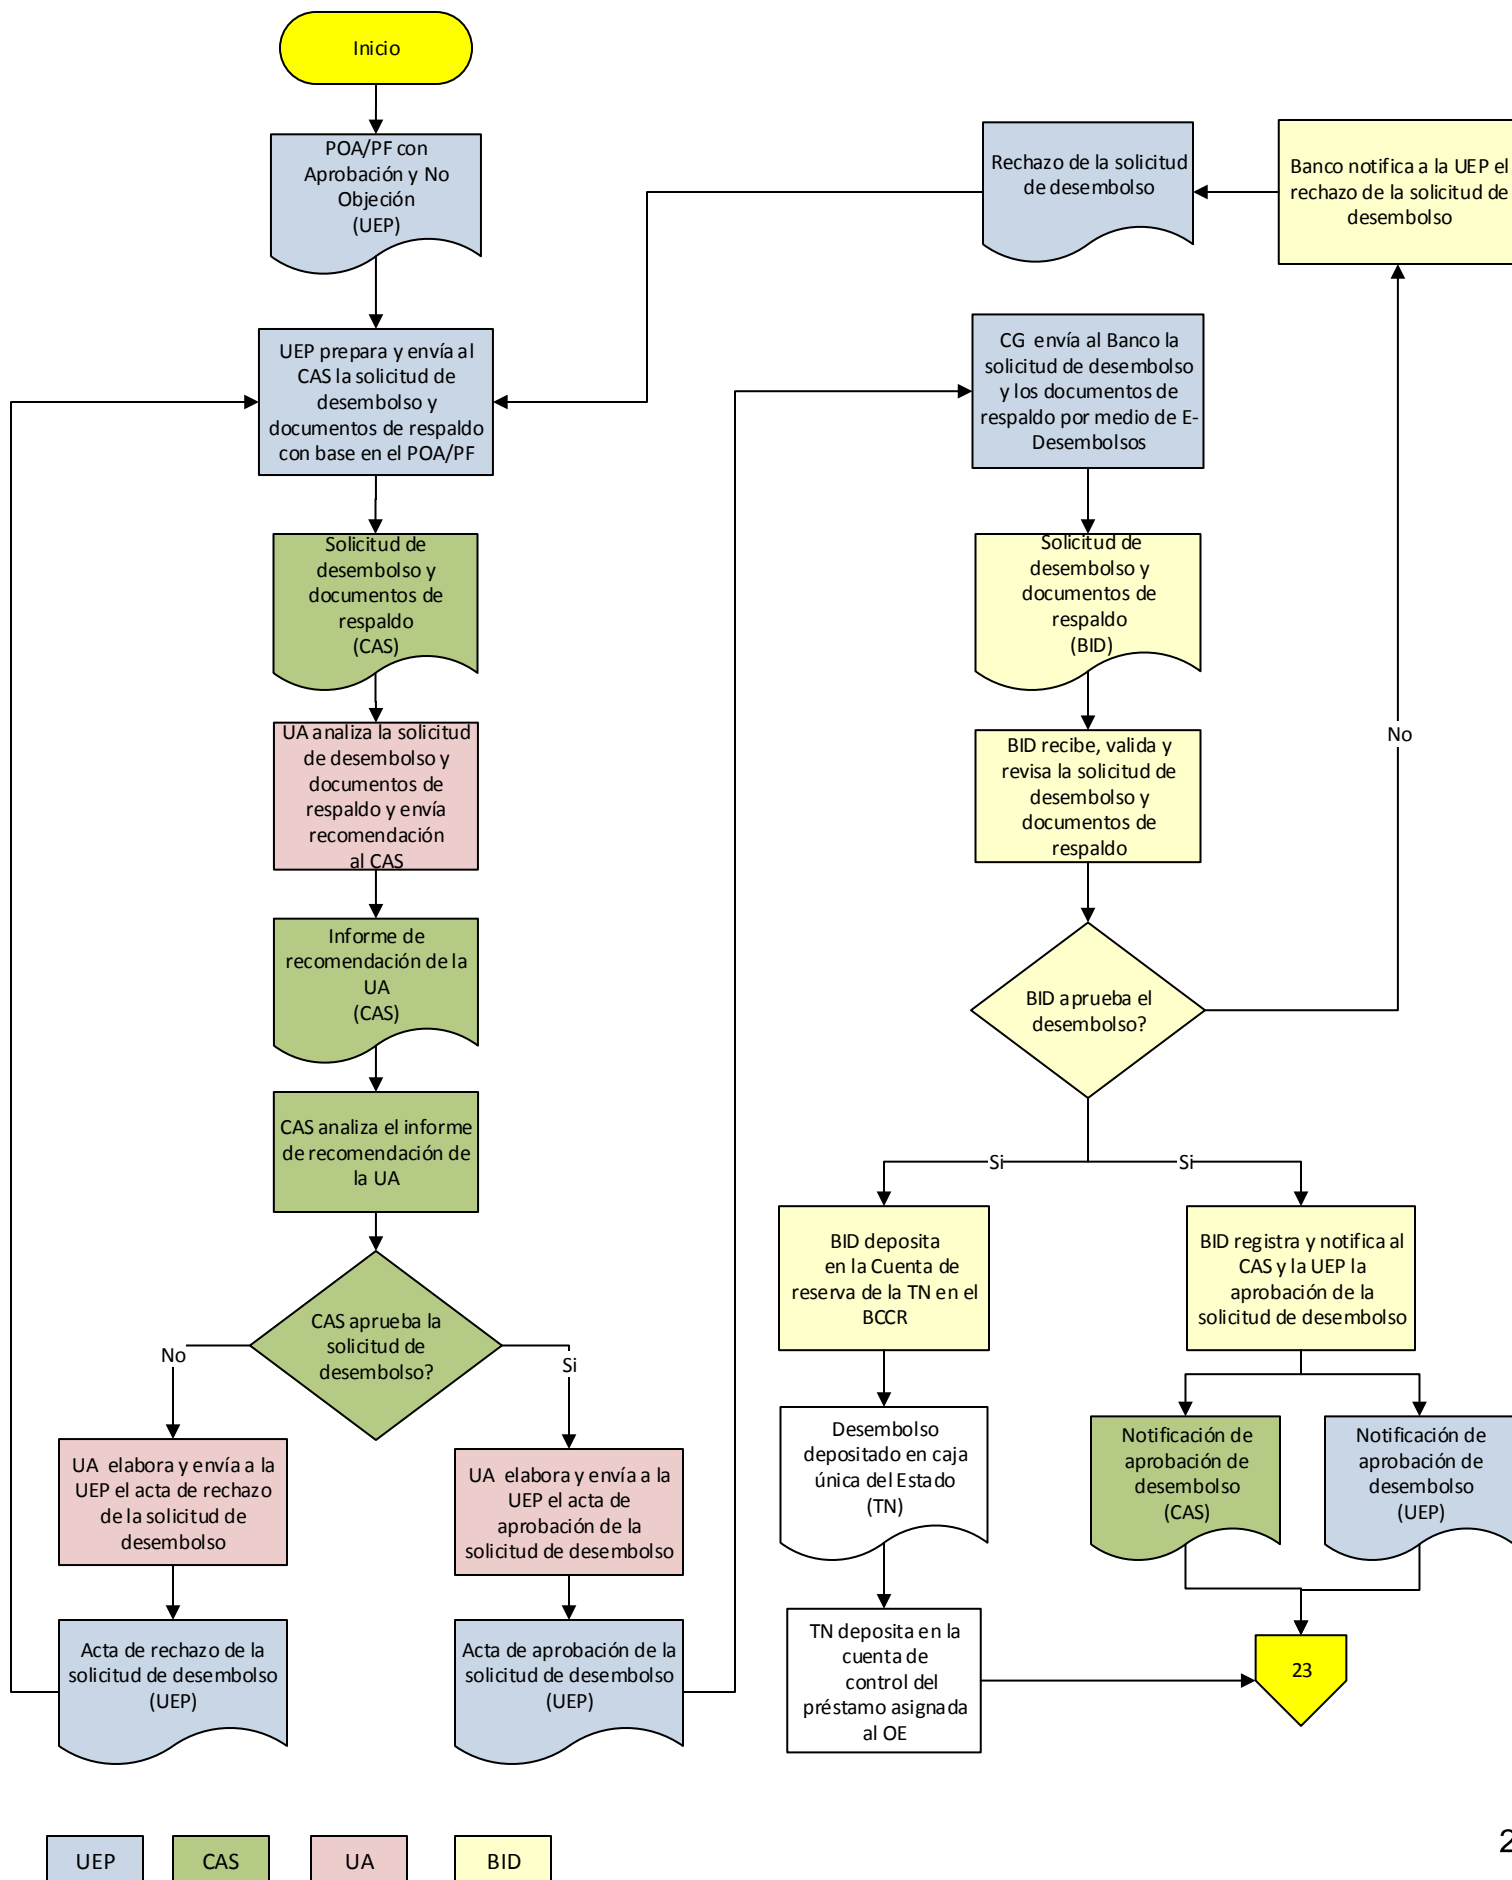 Inicio
POA/PF con
Aprobación y No
Objeción
(UEP)
UEP prepara y envía al
CAS la solicitud de
desembolso y
documentos de respaldo
con base en el POA/PF
Solicitud de
desembolso y
documentos de
respaldo
(CAS)
UA analiza la solicitud
de desembolso y
documentos de
respaldo y envía
recomendación
al CAS
Informe de
recomendación de la
UA
(CAS)
CAS analiza el informe
de recomendación de
la UA
CAS aprueba la
solicitud de
desembolso?
No
Si
UA elabora y envía a la
UEP el acta de rechazo
de la solicitud de
desembolso
UA elabora y envía a la
UEP el acta de
aprobación de la
solicitud de desembolso
Acta de rechazo de la
solicitud de desembolso
(UEP)
Acta de aprobación de la
solicitud de desembolso
(UEP)
Rechazo de la solicitud
de desembolso
Banco notifica a la UEP el
rechazo de la solicitud de
desembolso
CG envía al Banco la
solicitud de desembolso
y los documentos de
respaldo por medio de E-
Desembolsos
Solicitud de
desembolso y
documentos de
respaldo
(BID)
BID recibe, valida y
revisa la solicitud de
desembolso y
documentos de
respaldo
No
BID aprueba el
desembolso?
Si
Si
BID deposita
en la Cuenta de
reserva de la TN en el
BCCR
BID registra y notifica al
CAS y la UEP la
aprobación de la
solicitud de desembolso
Desembolso
depositado en caja
única del Estado
(TN)
Notificación de
aprobación de
desembolso
(CAS)
Notificación de
aprobación de
desembolso
(UEP)
TN deposita en la
cuenta de
control del
préstamo asignada
al OE
23
UEP
CAS
UA
BID
2